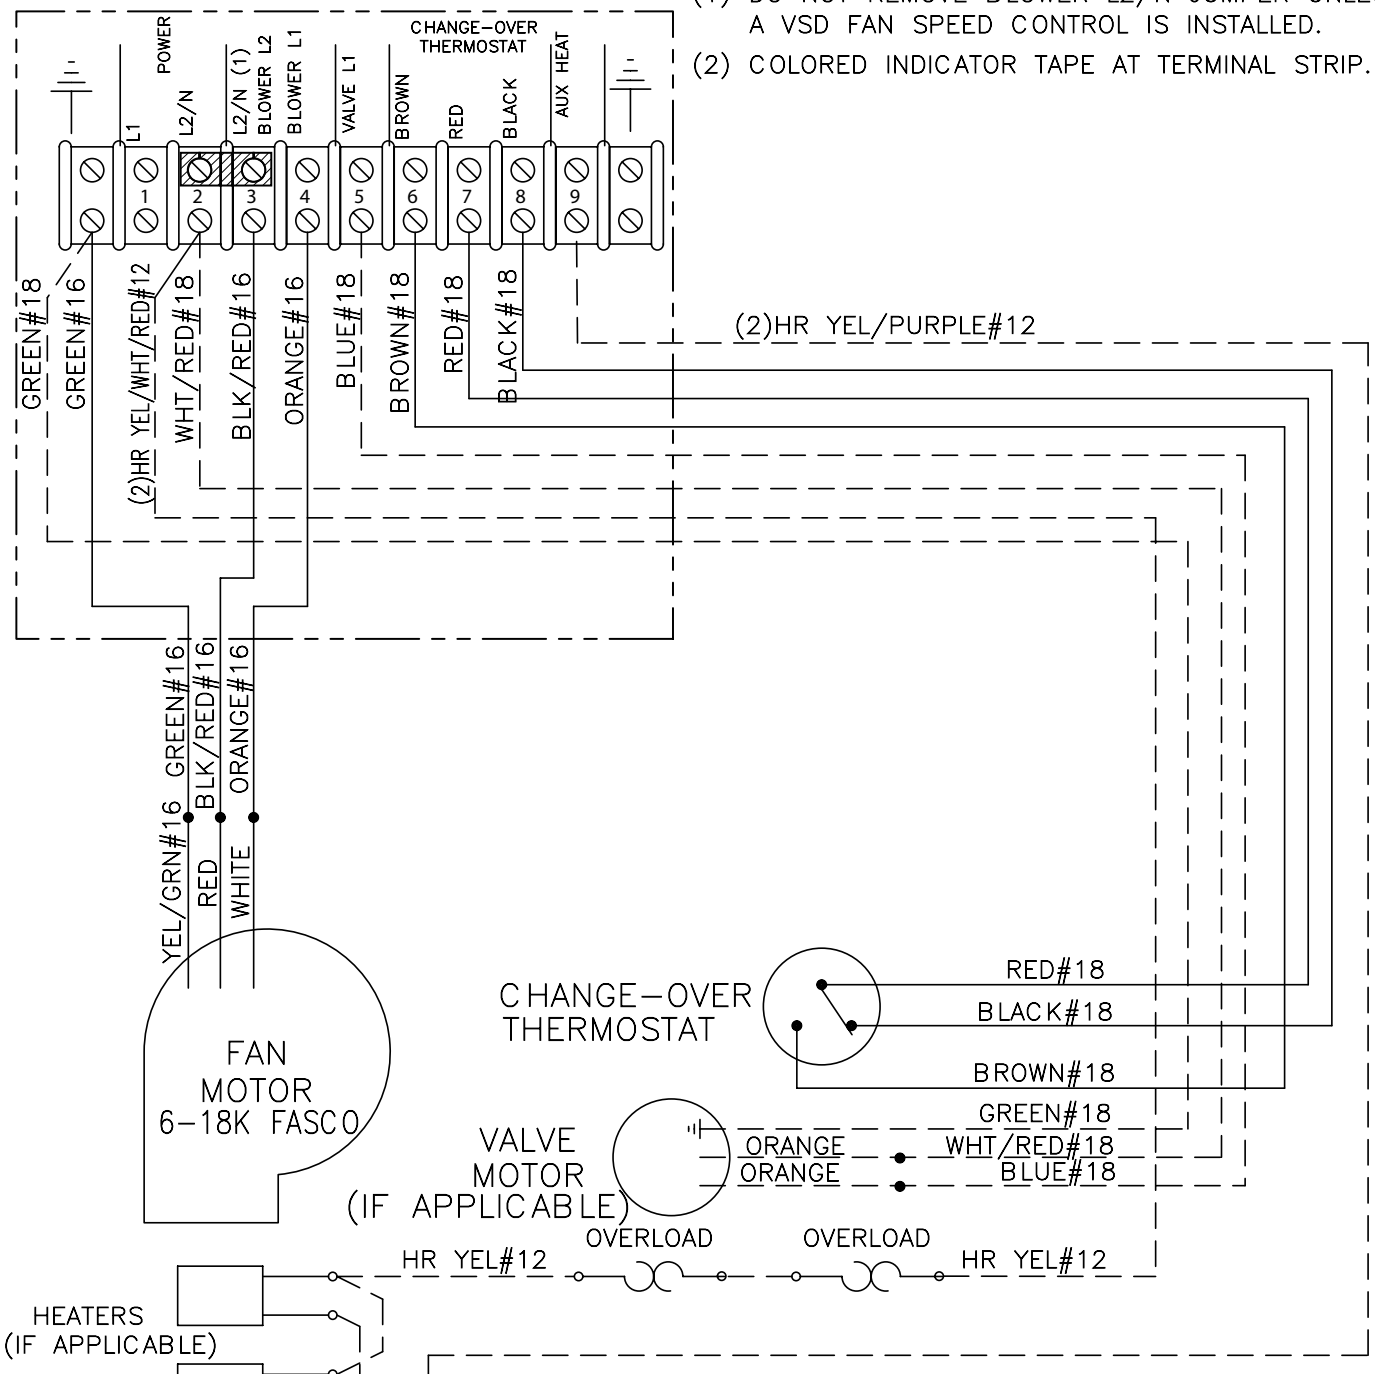 A VSD FAN SPEED CONTROL IS INSTALLED.
(2) COLORED INDICATOR TAPE AT TERMINAL STRIP.
CHANGE-OVER
THERMOSTAT
L1
POWER
L2/N
L2/N (1)
BLOWER L2
BLOWER L1
VALVE L1
BROWN
RED
BLACK
AUX HEAT
1 2 3 4 5 6 7 8 9
GREEN#18
GREEN#16
(2)HR YEL/WHT/RED#12
WHT/RED#18
BLK/RED#16
ORANGE#16
BLUE#18
BROWN#18
RED#18
BLACK#18
(2)HR YEL/PURPLE#12
GREEN#16
BLK/RED#16
ORANGE#16
YEL/GRN#16
RED
WHITE
FAN
MOTOR
6-18K FASCO
CHANGE-OVER
THERMOSTAT
RED#18
BLACK#18
BROWN#18
GREEN#18
VALVE
MOTOR
(IF APPLICABLE)
ORANGE
WHT/RED#18
ORANGE
BLUE#18
OVERLOAD
OVERLOAD
HR YEL#12
HR YEL#12
HEATERS
(IF APPLICABLE)